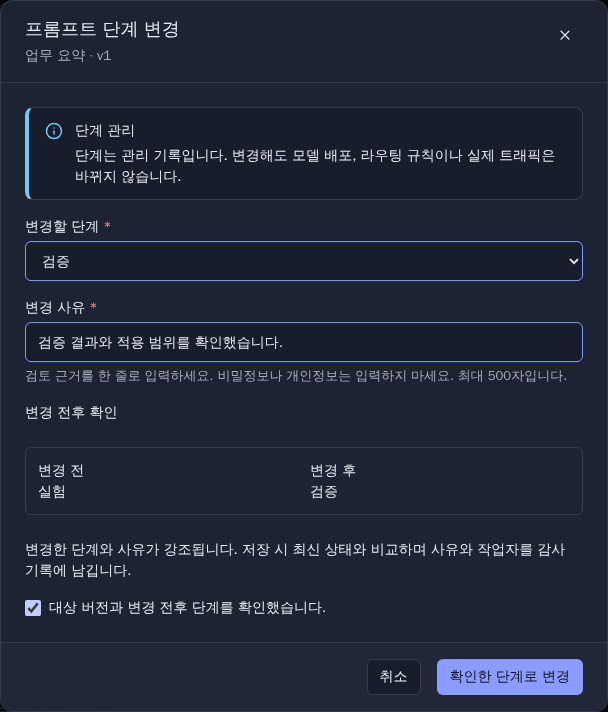 프롬프트 단계 변경
업무 요약 · v1
단계 관리
단계는 관리 기록입니다. 변경해도 모델 배포, 라우팅 규칙이나 실제 트래픽은
바뀌지 않습니다.
변경할 단계 *
검증
변경 사유 *
검증 결과와 적용 범위를 확인했습니다.
검토 근거를 한 줄로 입력하세요. 비밀정보나 개인정보는 입력하지 마세요. 최대 500자입니다.
변경 전후 확인
변경 전 변경 후
실험 검증
변경한 단계와 사유가 강조됩니다. 저장 시 최신 상태와 비교하며 사유와 작업자를 감사
기록에 남깁니다.
대상 버전과 변경 전후 단계를 확인했습니다.
취소 확인한 단계로 변경